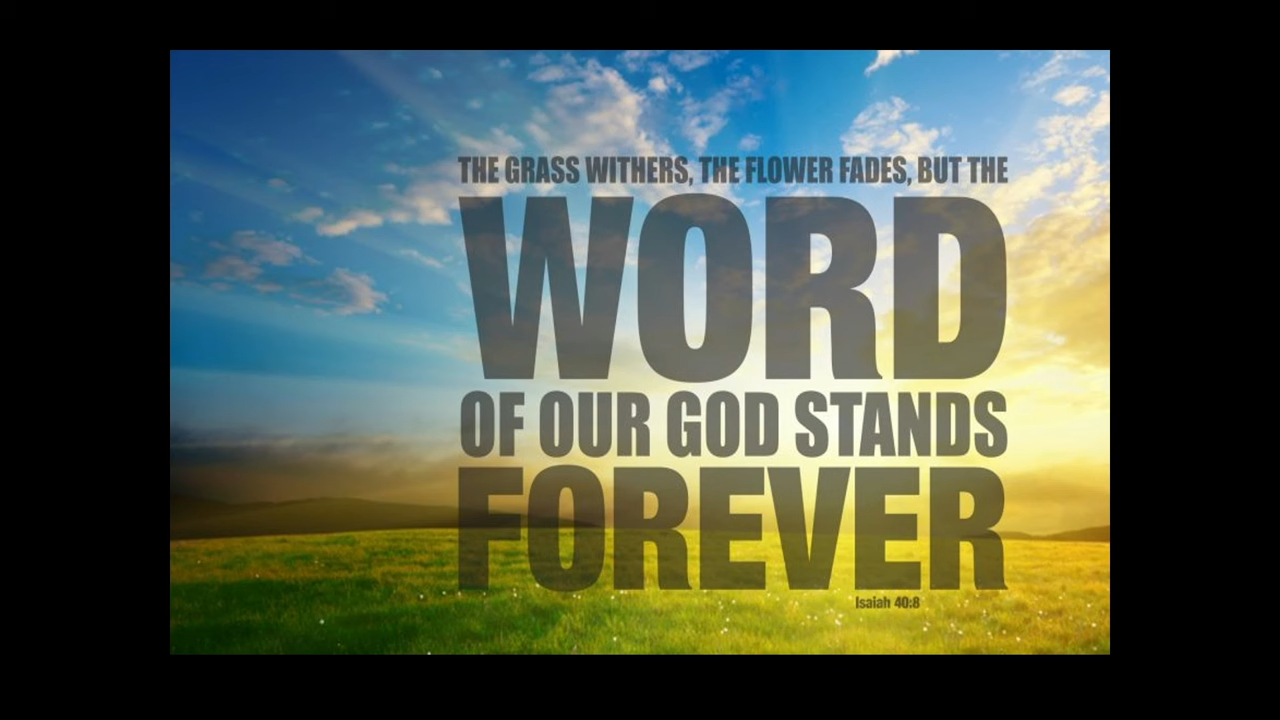 THE GRASS WITHERS, THE FLOWER FADES, BUT THE
WORD
OF OUR GOD STANDS
FOREVER
Isaiah 40:8